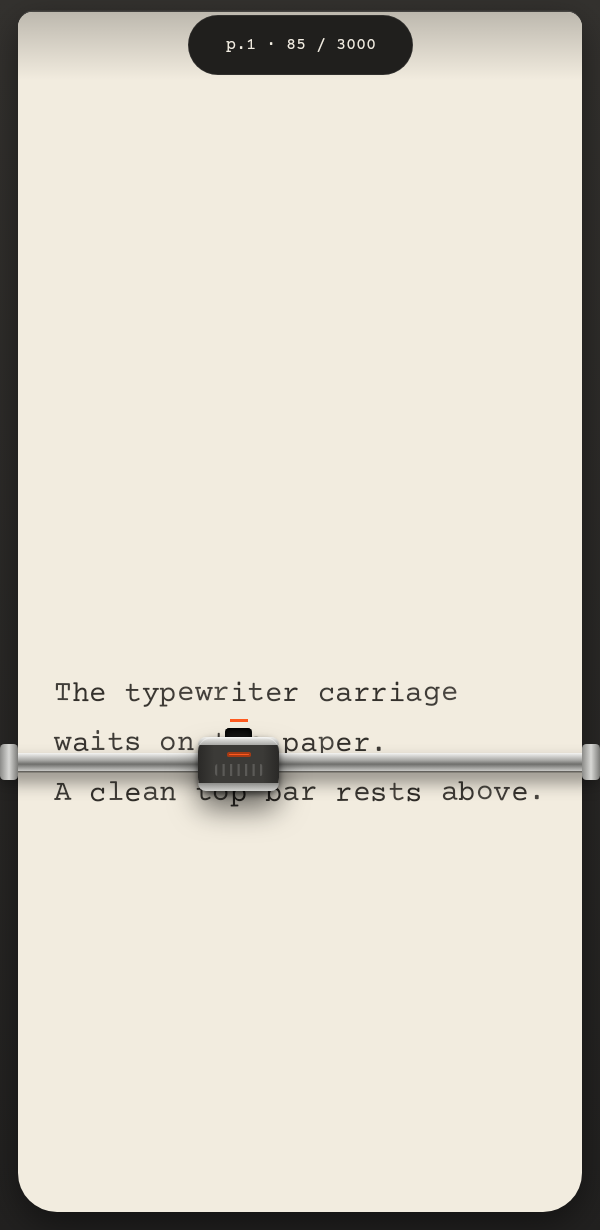 p.1 · 85 / 3000
The typewriter carriage
waits on paper.
A clean top bar rests above.